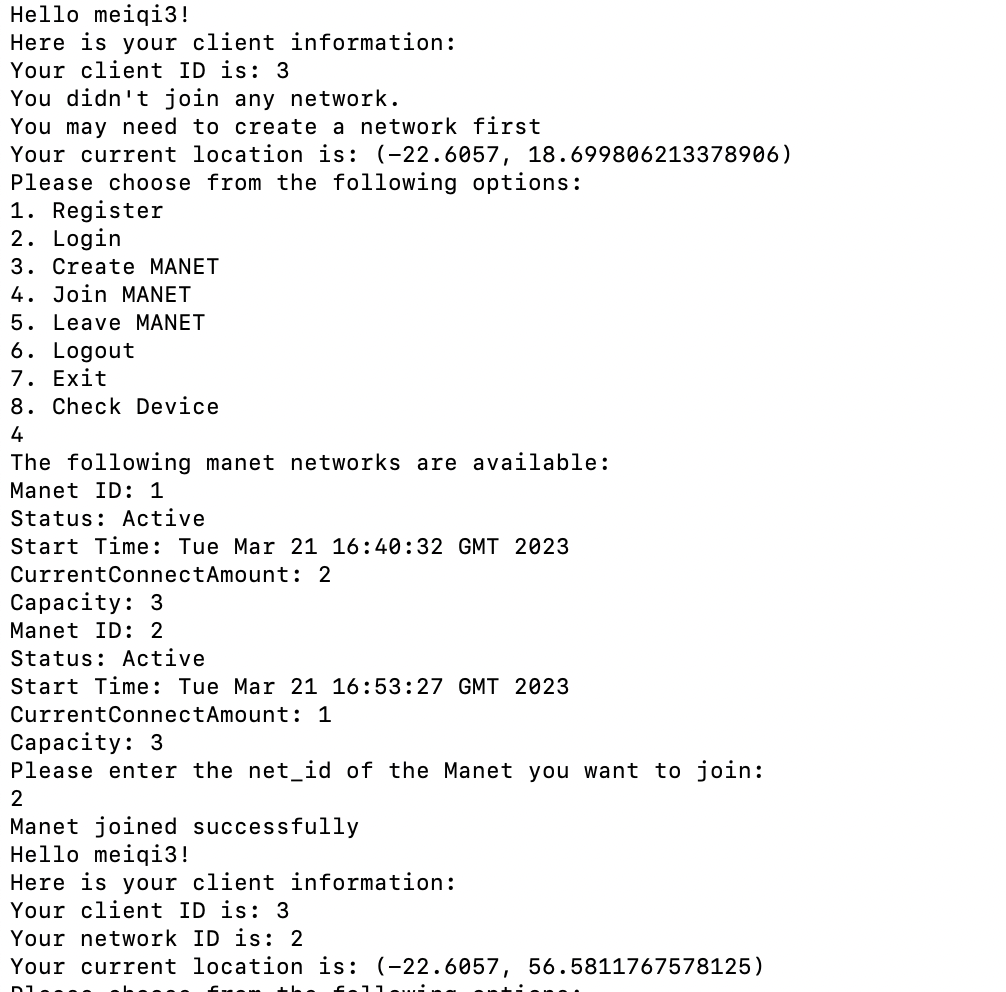 Hello meiqi3!
Here is your client information:
Your client ID is: 3
You didn't join any network.
You may need to create a network first
Your current location is: (-22.6057, 18.699806213378906)
Please choose from the following options:
1. Register
2. Login
3. Create MANET
4. Join MANET
5. Leave MANET
6. Logout
7. Exit
8. Check Device
4
The following manet networks are available:
Manet ID: 1
Status: Active
Start Time: Tue Mar 21 16:40:32 GMT 2023
CurrentConnectAmount: 2
Capacity: 3
Manet ID: 2
Status: Active
Start Time: Tue Mar 21 16:53:27 GMT 2023
CurrentConnectAmount: 1
Capacity: 3
Please enter the net_id of the Manet you want to join:
2
Manet joined successfully
Hello meiqi3!
Here is your client information:
Your client ID is: 3
Your network ID is: 2
Your current location is: (-22.6057, 56.5811767578125)
Please choose from the following options: